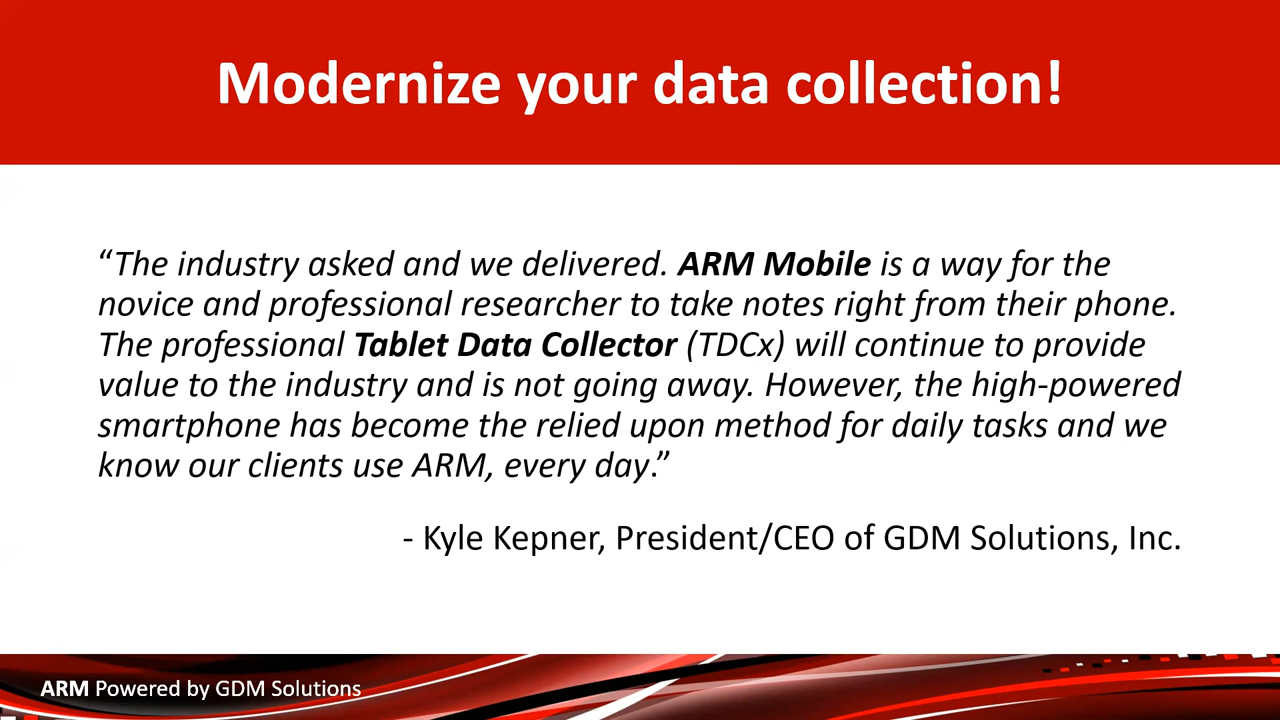 Modernize your data collection!
“The industry asked and we delivered. ARM Mobile is a way for the
novice and professional researcher to take notes right from their phone.
The professional Tablet Data Collector (TDCx) will continue to provide
value to the industry and is not going away. However, the high-powered
smartphone has become the relied upon method for daily tasks and we
know our clients use ARM, every day.”
- Kyle Kepner, President/CEO of GDM Solutions, Inc.
ARM Powered by GDM Solutions